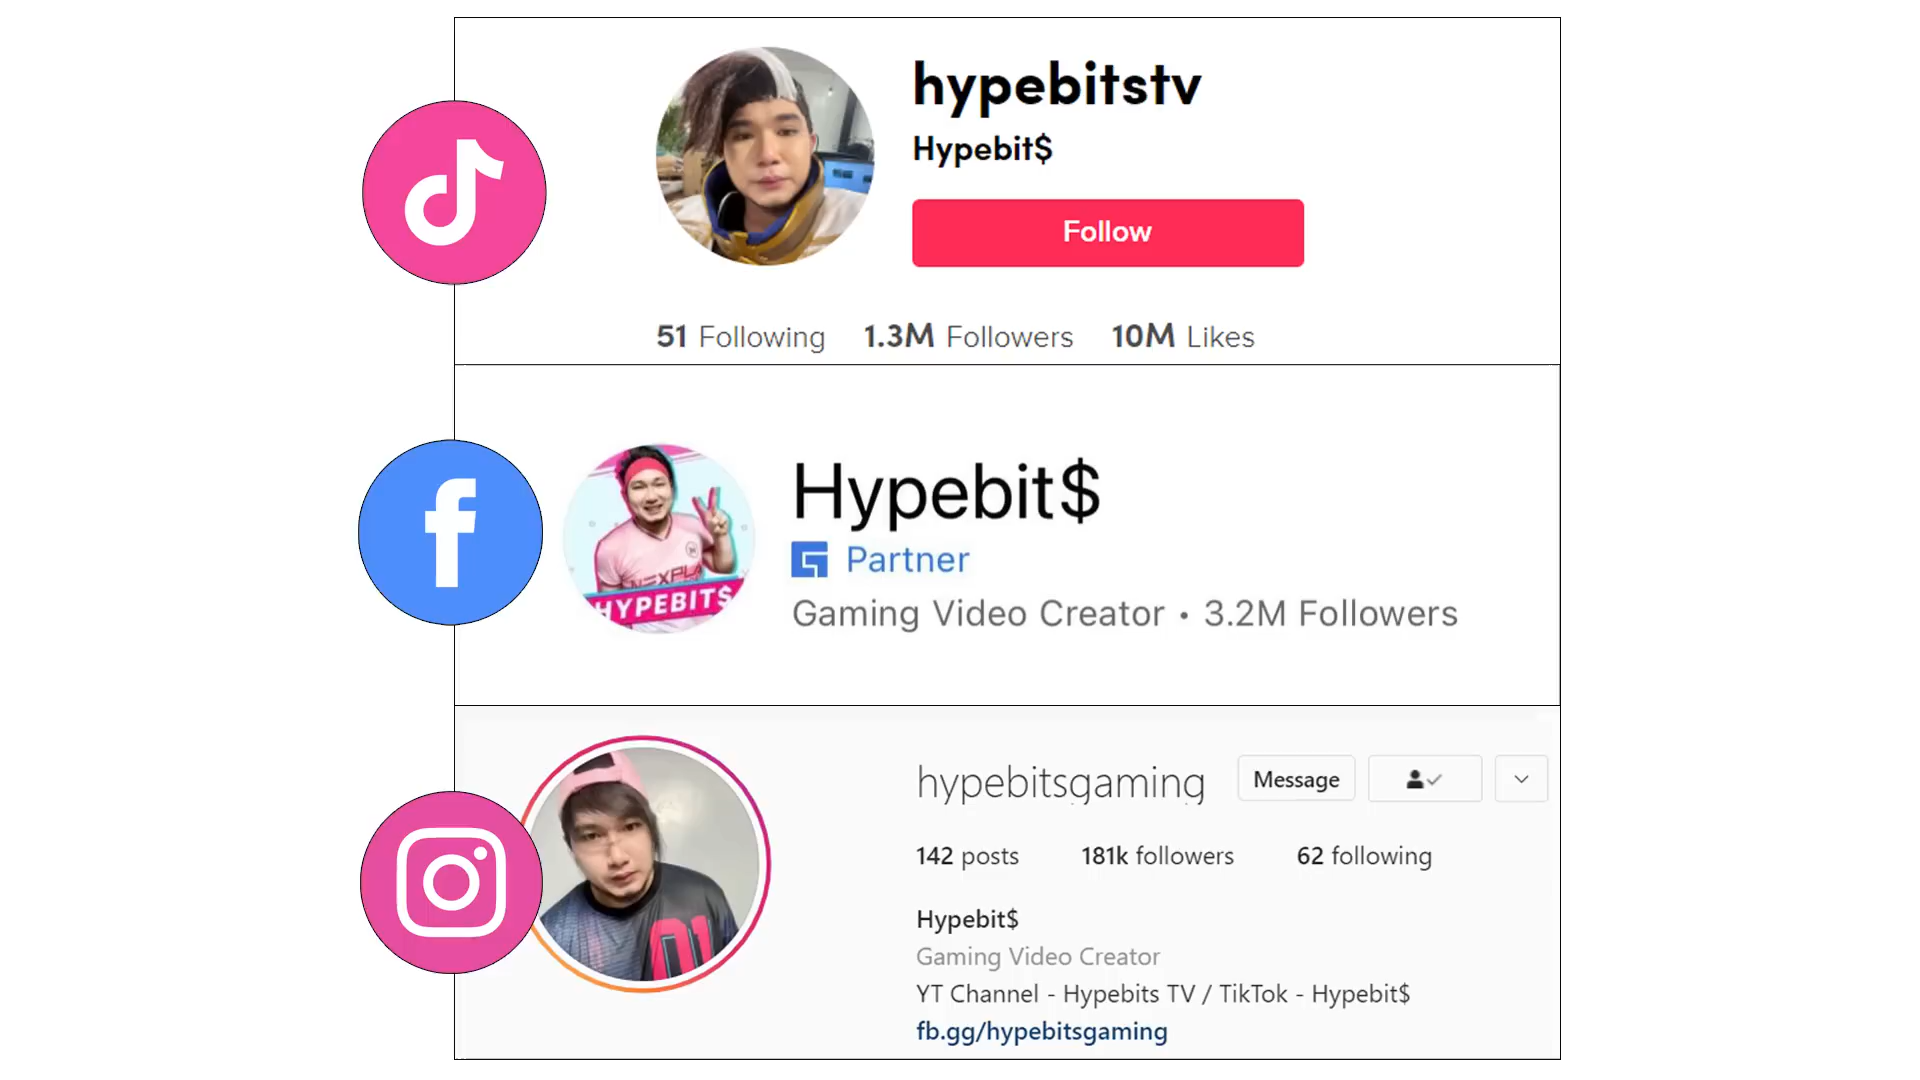 hypebitstv
Hypebit$
Follow
51 Following 1.3M Followers 10M Likes
Hypebit$
Partner
Gaming Video Creator • 3.2M Followers
NEXPLA
HYPEBIT$
hypebitsgaming Message
142 posts 181k followers 62 following
Hypebit$
Gaming Video Creator
YT Channel - Hypebits TV / TikTok - Hypebit$
fb.gg/hypebitsgaming